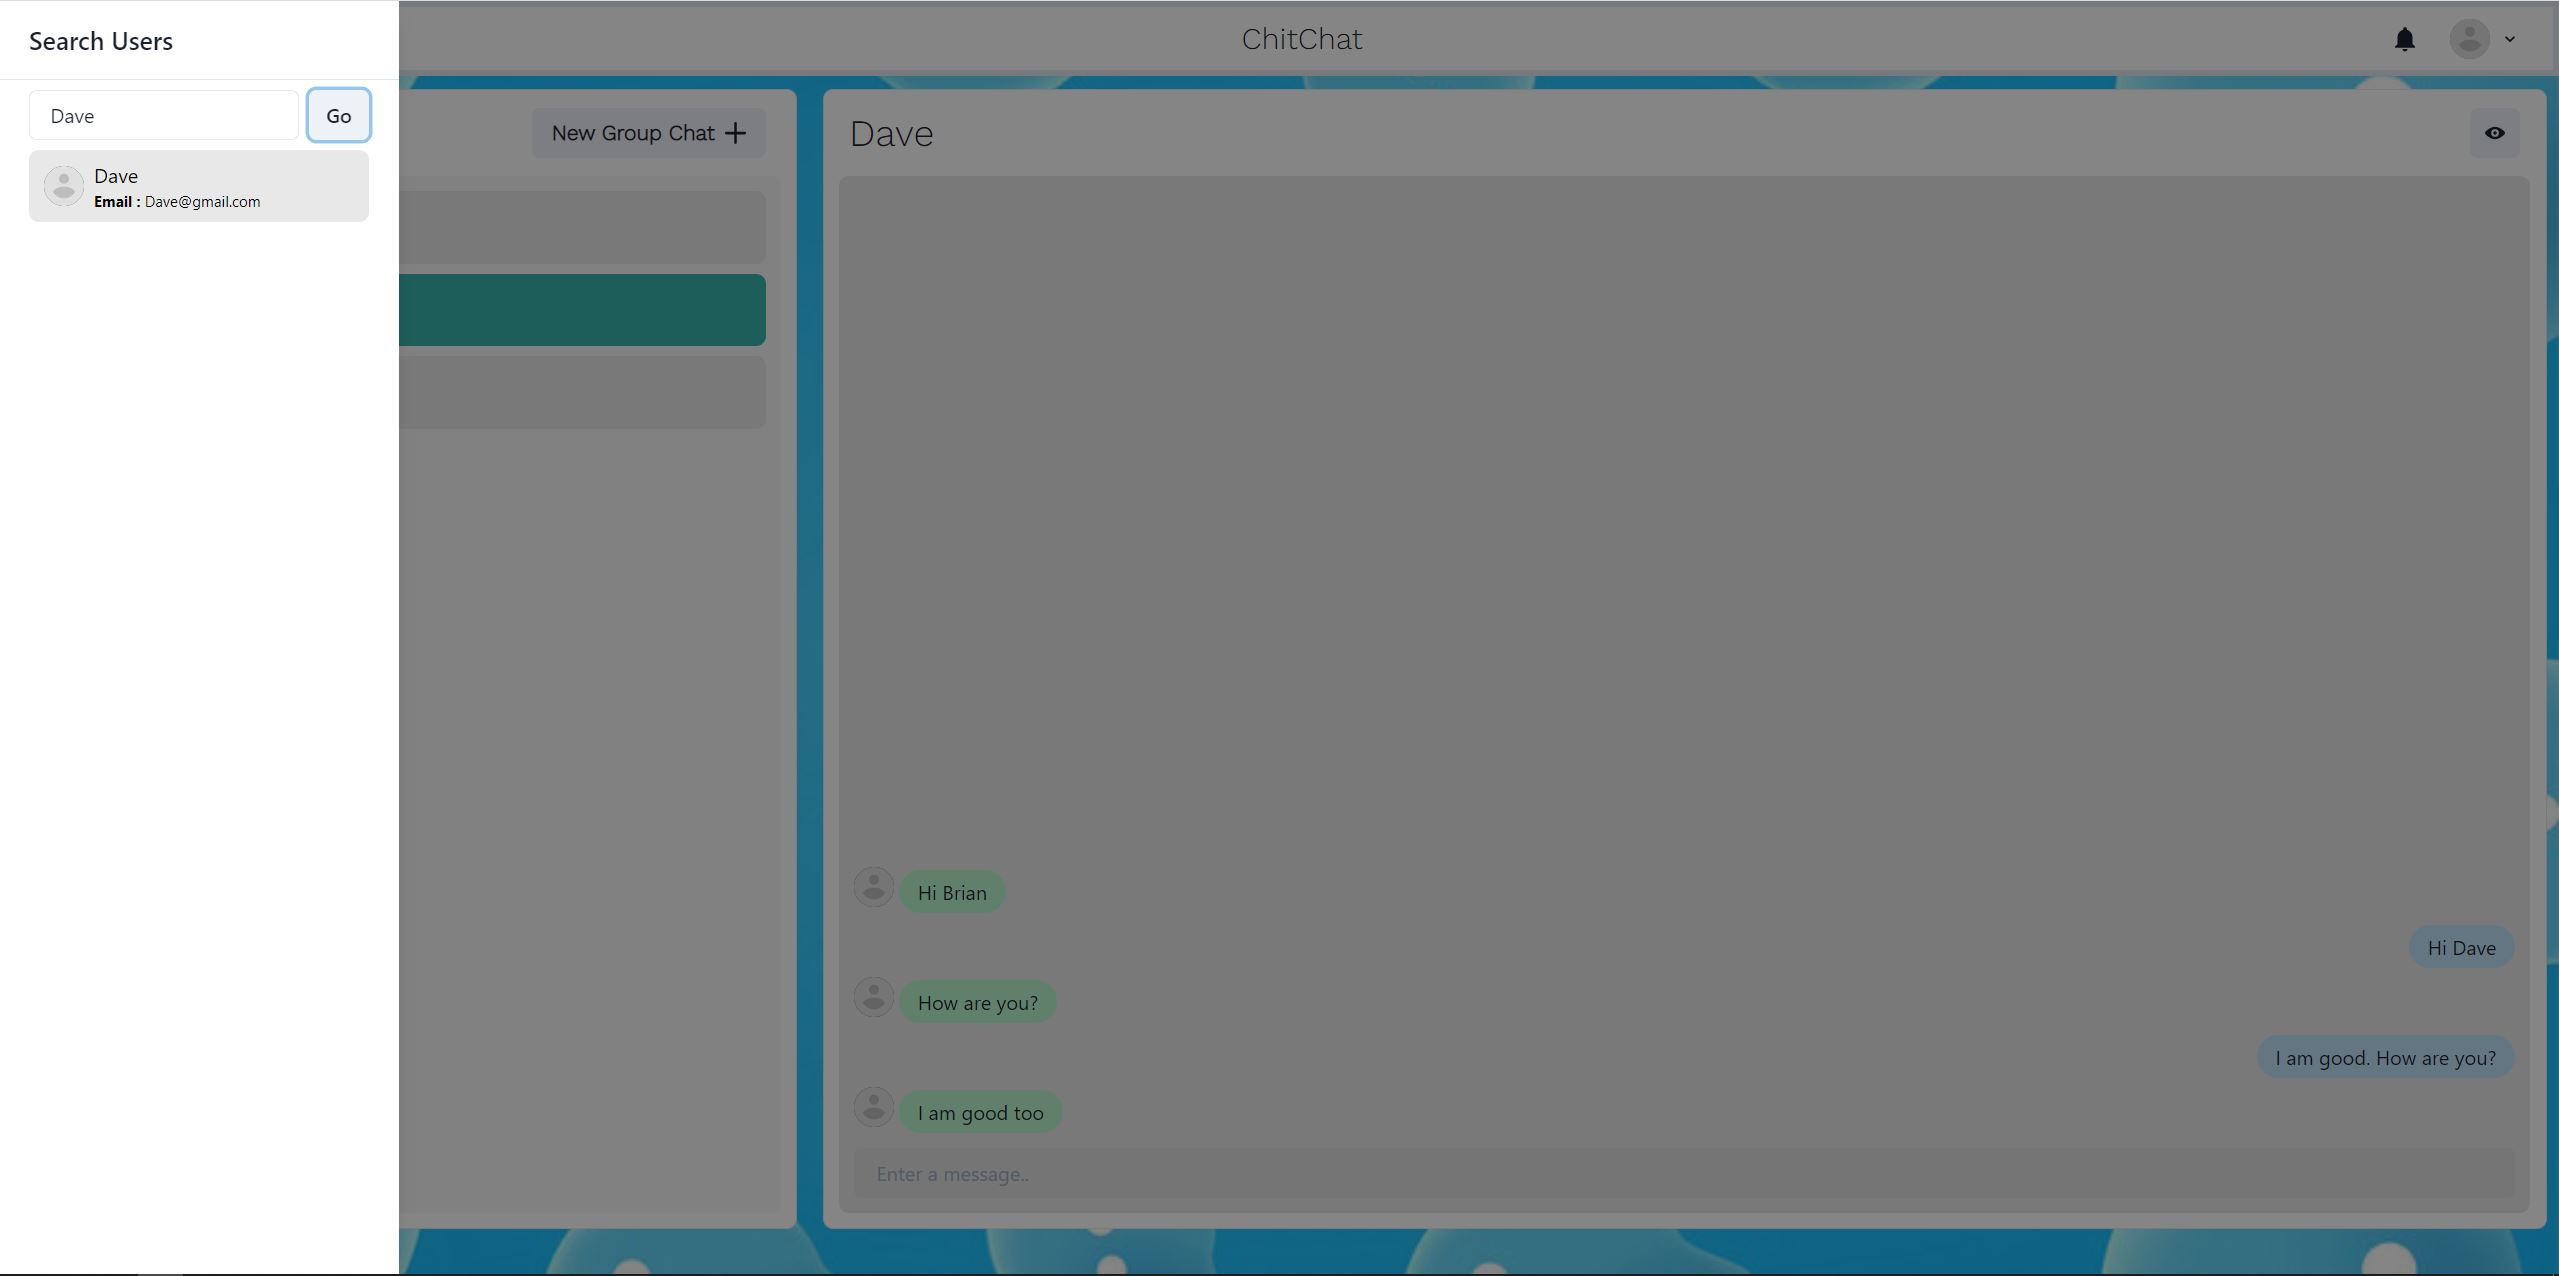 Search Users
Dave
Go
Dave
Email : Dave@gmail.com
ChitChat
New Group Chat
Dave
Hi Brian
Hi Dave
How are you?
I am good. How are you?
I am good too
Enter a message..